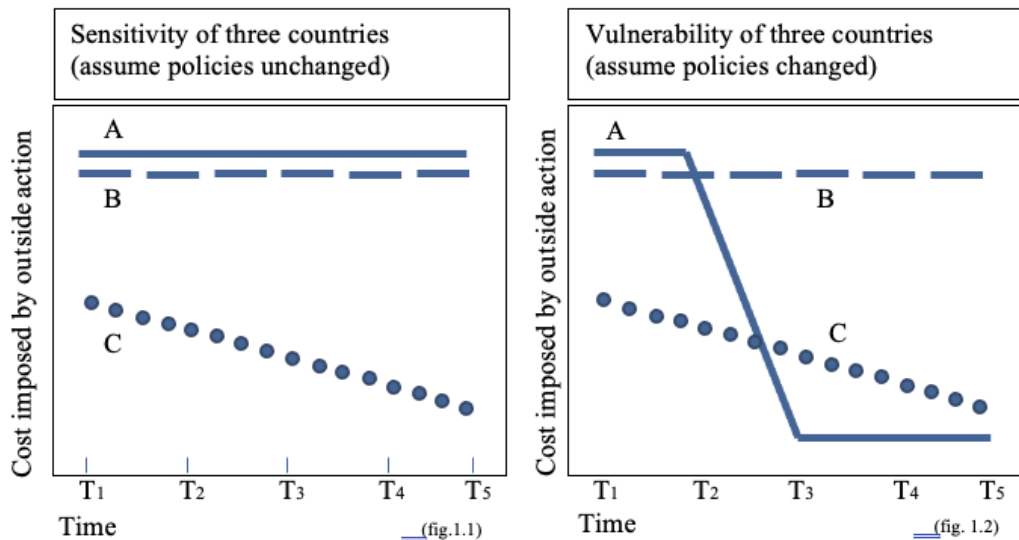 Sensitivity of three countries
(assume policies unchanged)
Cost imposed by outside action
A
B
C
T1 T2 T3 T4 T5
Time
(fig.1.1)
Vulnerability of three countries
(assume policies changed)
Cost imposed by outside action
A
B
C
T1 T2 T3 T4 T5
Time
(fig. 1.2)